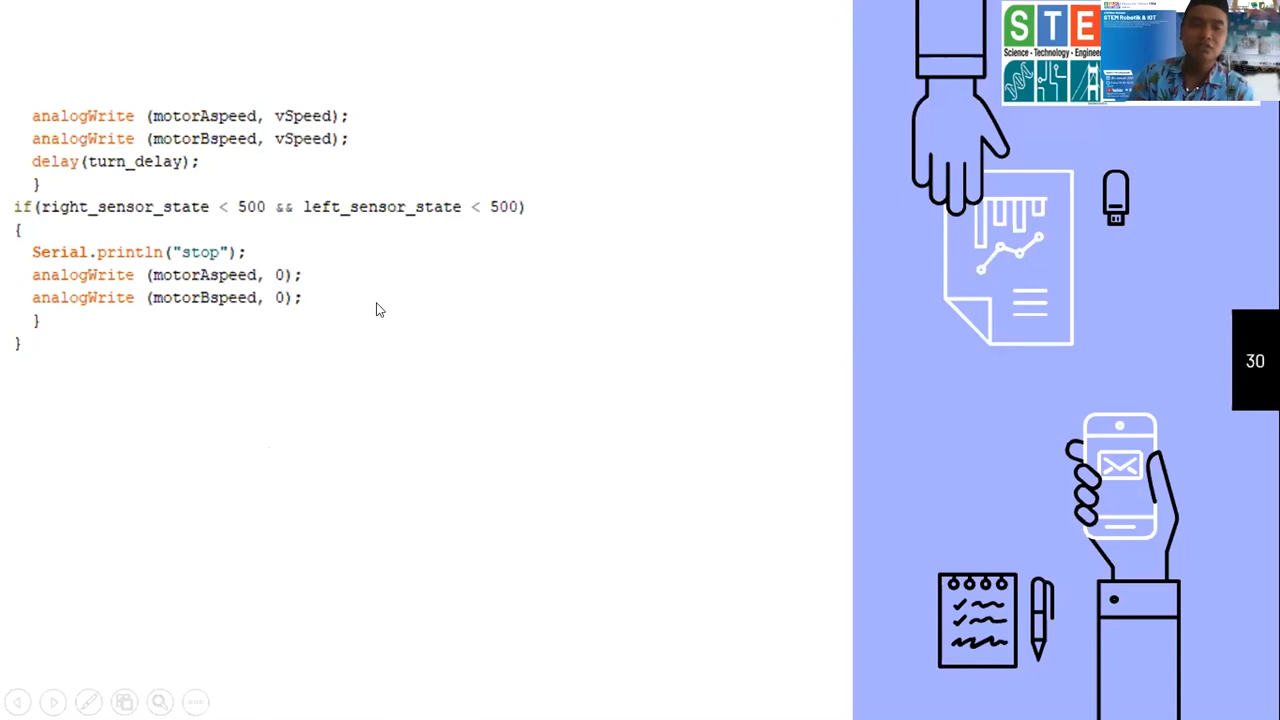 analogWrite (motorAspeed, vSpeed);
analogWrite (motorBspeed, vSpeed);
delay(turn_delay);
}
if(right_sensor_state < 500 && left_sensor_state < 500)
{
Serial.println("stop");
analogWrite (motorAspeed, 0);
analogWrite (motorBspeed, 0);
}
}
STE
Science - Technology - Engineer
STEM Robotik & IOT
30